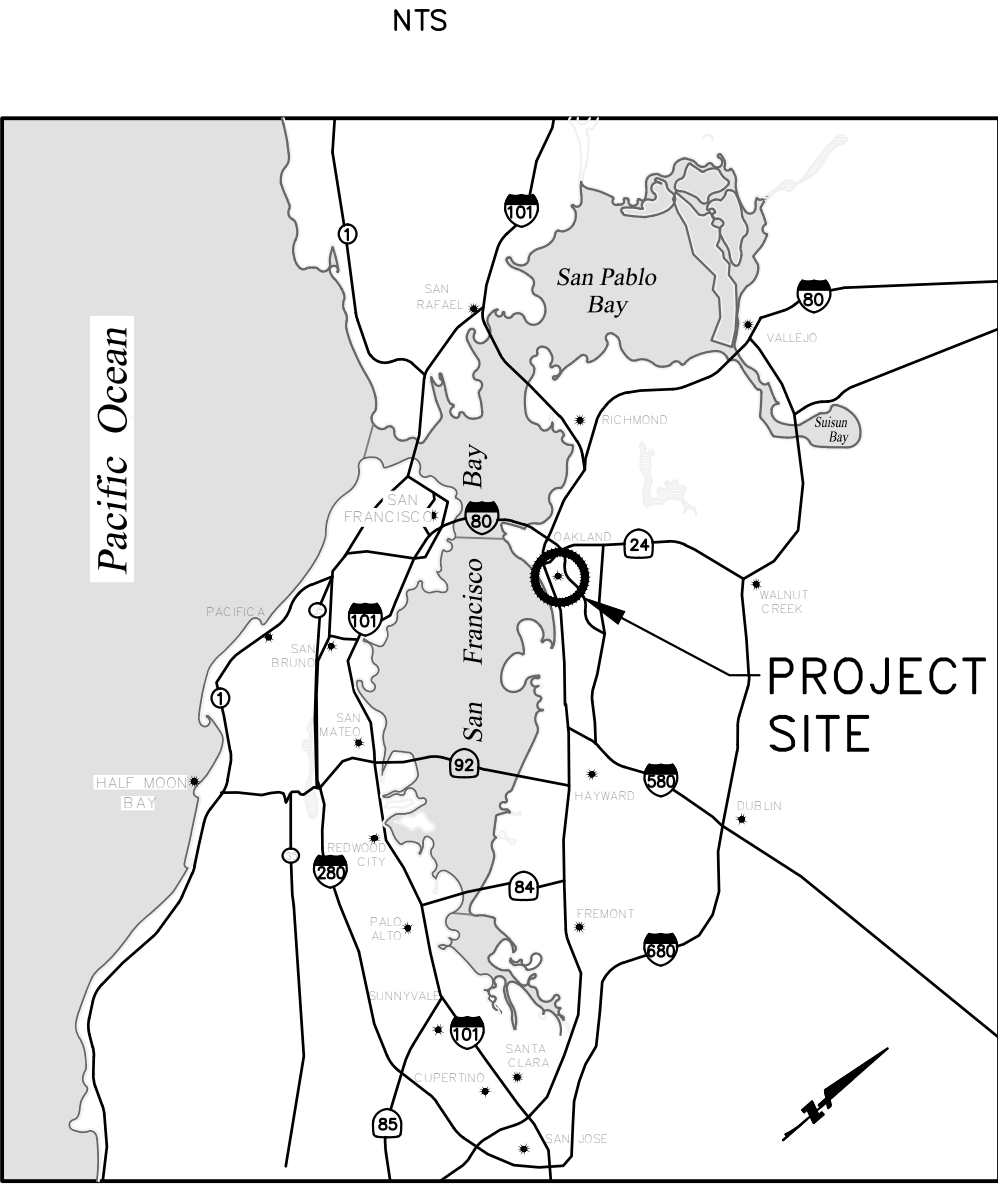 NTS
101
1
San Pablo
Bay
SAN
RAFAEL
80
VALLEJO
Pacific Ocean
RICHMOND
Suisun
Bay
San Francisco Bay
SAN
FRANCISCO
80
OAKLAND
24
WALNUT
CREEK
PACIFICA
101
SAN
BRUNO
PROJECT
SITE
1
SAN
MATEO
92
580
HALF MOON
BAY
HAYWARD
DUBLIN
REDWOOD
CITY
280
84
PALO
ALTO
FREMONT
680
SUNNYVALE
101
SANTA
CLARA
CUPERTINO
85
SAN JOSE
N